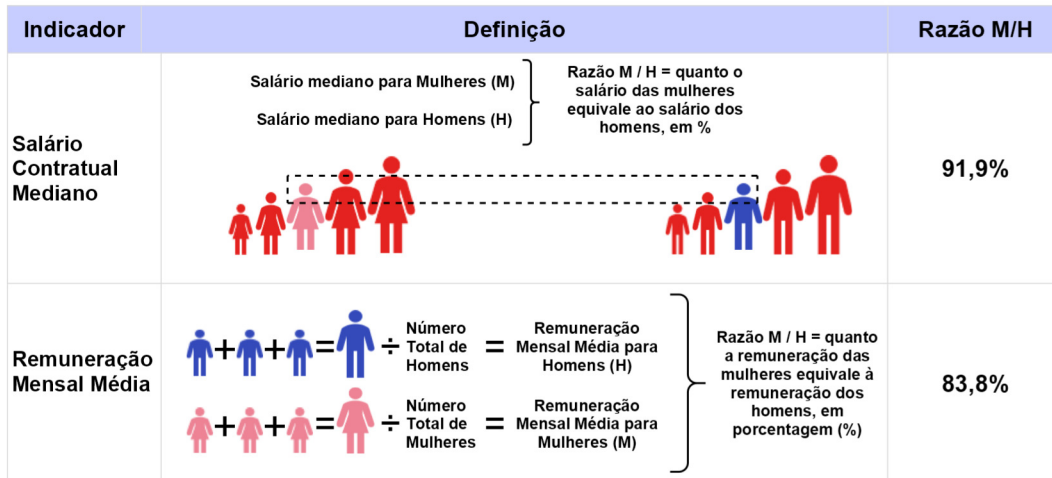 Indicador
Definição
Razão M/H
Salário
Contratual
Mediano
Salário mediano para Mulheres (M)
Salário mediano para Homens (H)
Razão M / H = quanto o
salário das mulheres
equivale ao salário dos
homens, em %
91,9%
Remuneração
Mensal Média
+ + = ÷
Número
Total de
Homens
=
Remuneração
Mensal Média para
Homens (H)
+ + = ÷
Número
Total de
Mulheres
=
Remuneração
Mensal Média para
Mulheres (M)
Razão M / H = quanto
a remuneração das
mulheres equivale à
remuneração dos
homens, em
porcentagem (%)
83,8%